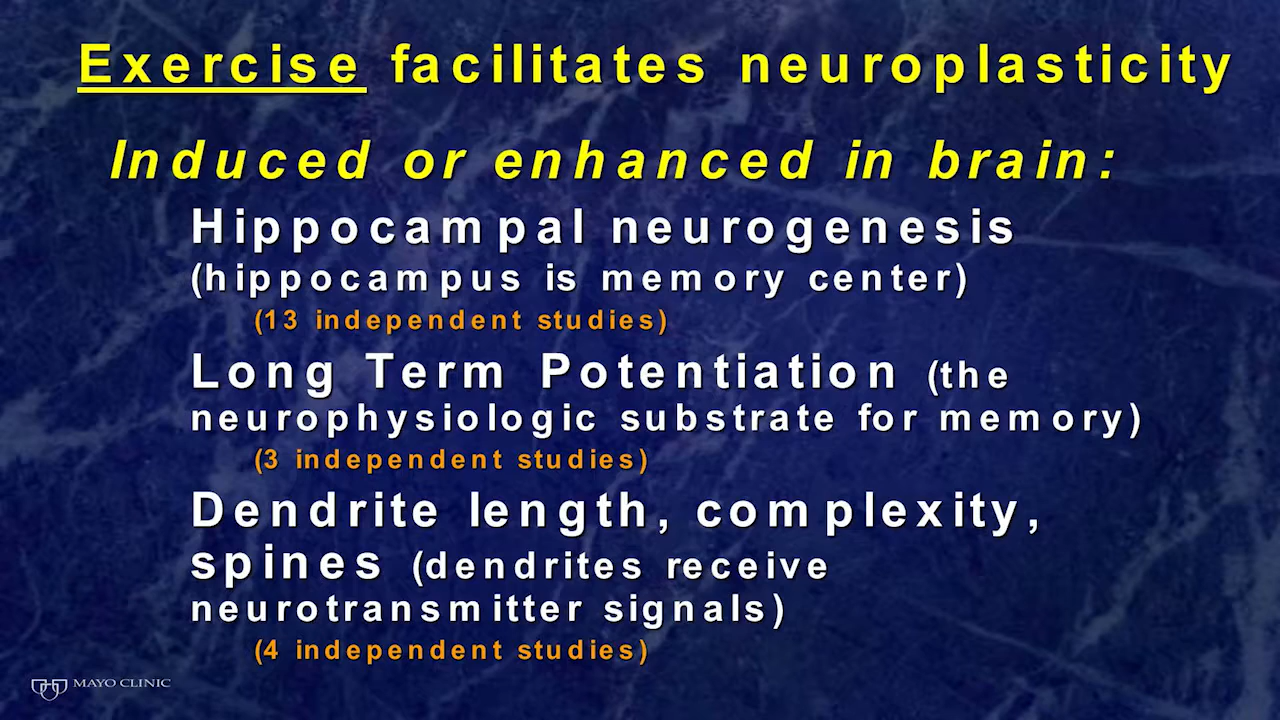 Exercise facilitates neuroplasticity
Induced or enhanced in brain:
Hippocampal neurogenesis
(hippocampus is memory center)
(13 independent studies)
Long Term Potentiation (the
neurophysiologic substrate for memory)
(3 independent studies)
Dendrite length, complexity,
spines (dendrites receive
neurotransmitter signals)
(4 independent studies)
MAYO CLINIC